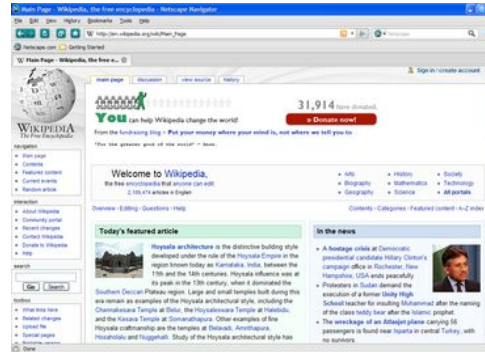 Main Page - Wikipedia, the free encyclopedia - Netscape Navigator
File Edit View History Bookmarks Tools Help
http://en.wikipedia.org/wiki/Main_Page
Netscape.com Getting Started
Main Page - Wikipedia, the free e...
Sign in / create account
main page discussion view source history
31,914 have donated.
You can help Wikipedia change the world!
» Donate now!
From the fundraising blog - Put your money where your mind is, not where we tell you to
"For the greater good of the world" — Anon.
WIKIPEDIA
The Free Encyclopedia
navigation
Main page
Contents
Featured content
Current events
Random article
interaction
About Wikipedia
Community portal
Recent changes
Contact Wikipedia
Donate to Wikipedia
Help
search
Go Search
toolbox
What links here
Related changes
Upload file
Special pages
Welcome to Wikipedia,
the free encyclopedia that anyone can edit.
articles in English
Arts
Biography
Geography
History
Mathematics
Science
Society
Technology
All portals
Overview · Editing · Questions · Help
Contents · Categories · Featured content · A–Z index
Today's featured article
Hoysala architecture is the distinctive building style
developed under the rule of the Hoysala Empire in the
region known today as Karnataka, India, between the
11th and the 14th centuries. Hoysala influence was at
its peak in the 13th century, when it dominated the
Southern Deccan Plateau region. Large and small temples built during this
era remain as examples of the Hoysala architectural style, including the
Chennakesava Temple at Belur, the Hoysaleswara Temple at Halebidu,
and the Kesava Temple at Somanathapura. Other examples of fine
Hoysala craftmanship are the temples at Belavadi, Amrithapura,
Hosaholalu and Nuggehalli. Study of the Hoysala architectural style has
In the news
A hostage crisis at Democratic
presidential candidate Hillary Clinton's
campaign office in Rochester, New
Hampshire, USA ends peacefully.
Protesters in Sudan demand the
execution of a former Unity High
School teacher for insulting Muhammad after the naming
of the class teddy bear after the Islamic prophet.
The wreckage of an Atlasjet plane carrying 56
passengers is found near Isparta in central Turkey, with
no survivors.
Done